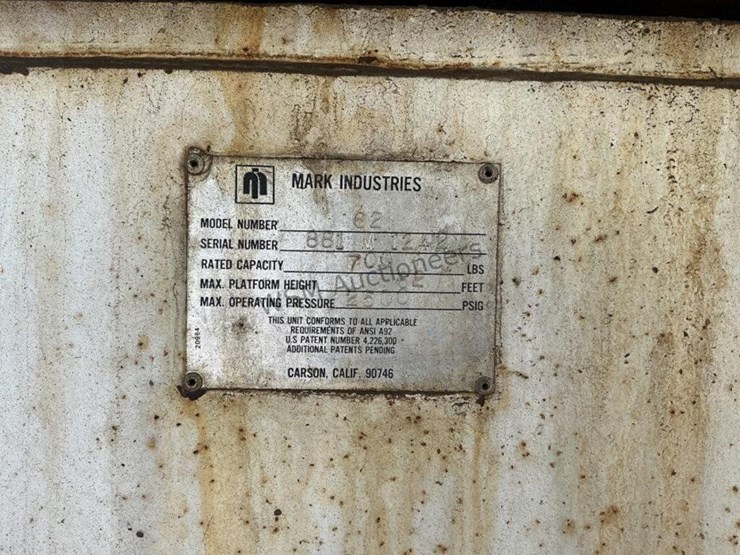 MARK INDUSTRIES
MODEL NUMBER 62
SERIAL NUMBER
RATED CAPACITY LBS
MAX. PLATFORM HEIGHT FEET
MAX. OPERATING PRESSURE PSIG
THIS UNIT CONFORMS TO ALL APPLICABLE
REQUIREMENTS OF ANSI A92
U.S PATENT NUMBER 4,226,300
ADDITIONAL PATENTS PENDING
CARSON, CALIF. 90746
20984
Auctioneers